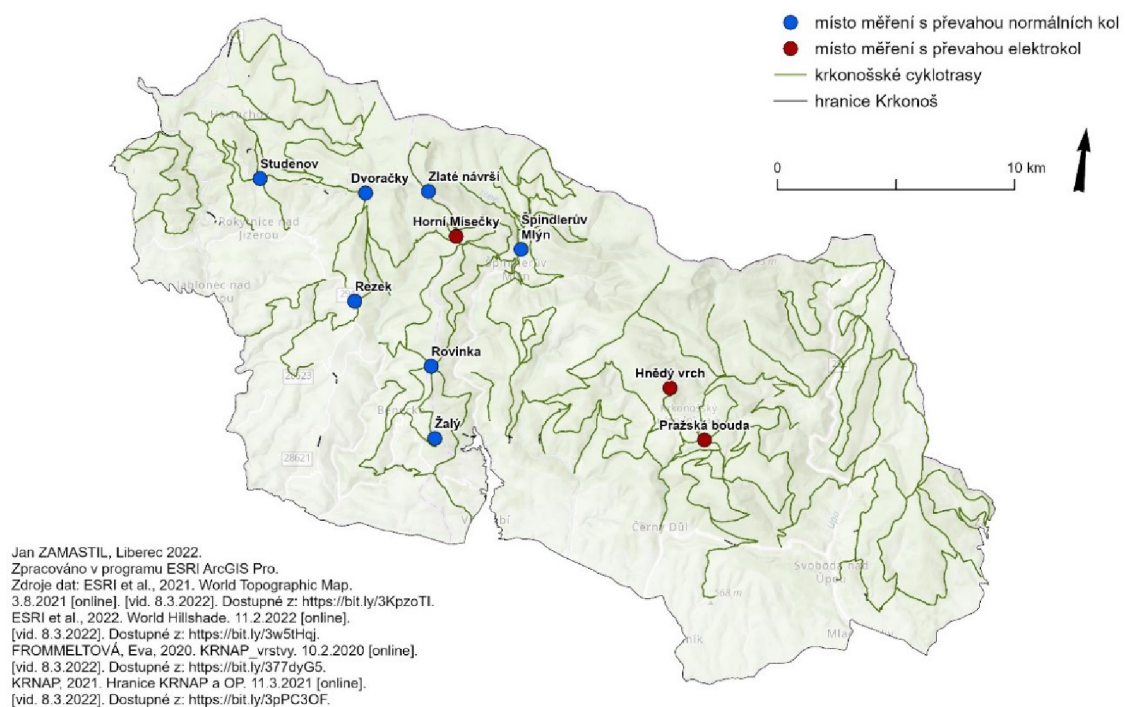 místo měření s převahou normálních kol
místo měření s převahou elektrokol
krkonošské cyklotrasy
hranice Krkonoš
0 10 km
Studenov
Dvoračky
Zlaté návrší
Horní Mísečky
Špindlerův
Mlýn
Rokytnice nad
Jizerou
Rezek
Rovinka
Žalý
Hnědý vrch
Pražská bouda
28623
28621
Černý Důl
Svoboda nad
Úpou
Jan ZAMASTIL, Liberec 2022.
Zpracováno v programu ESRI ArcGIS Pro.
Zdroje dat: ESRI et al., 2021. World Topographic Map.
3.8.2021 [online]. [vid. 8.3.2022]. Dostupné z: https://bit.ly/3KpzoTI.
ESRI et al., 2022. World Hillshade. 11.2.2022 [online].
[vid. 8.3.2022]. Dostupné z: https://bit.ly/3w5tHqj.
FROMMELTOVÁ, Eva, 2020. KRNAP_vrstvy. 10.2.2020 [online].
[vid. 8.3.2022]. Dostupné z: https://bit.ly/377dyG5.
KRNAP, 2021. Hranice KRNAP a OP. 11.3.2021 [online].
[vid. 8.3.2022]. Dostupné z: https://bit.ly/3pPC3OF.